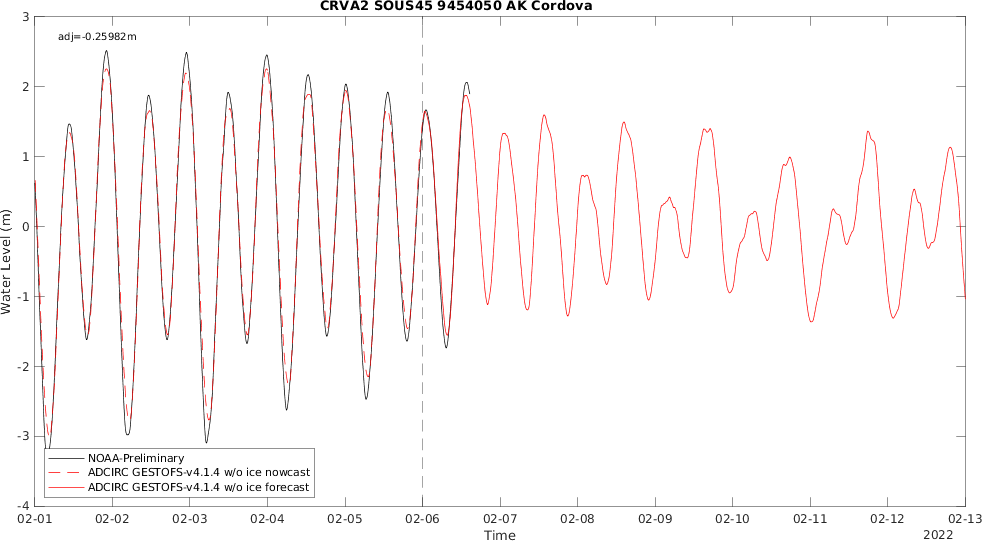 CRVA2 SOUS45 9454050 AK Cordova
adj=-0.25982m
3
2
1
0
-1
-2
-3
-4
Water Level (m)
NOAA-Preliminary
ADCIRC GESTOFS-v4.1.4 w/o ice nowcast
ADCIRC GESTOFS-v4.1.4 w/o ice forecast
02-01 02-02 02-03 02-04 02-05 02-06 02-07 02-08 02-09 02-10 02-11 02-12 02-13
Time
2022